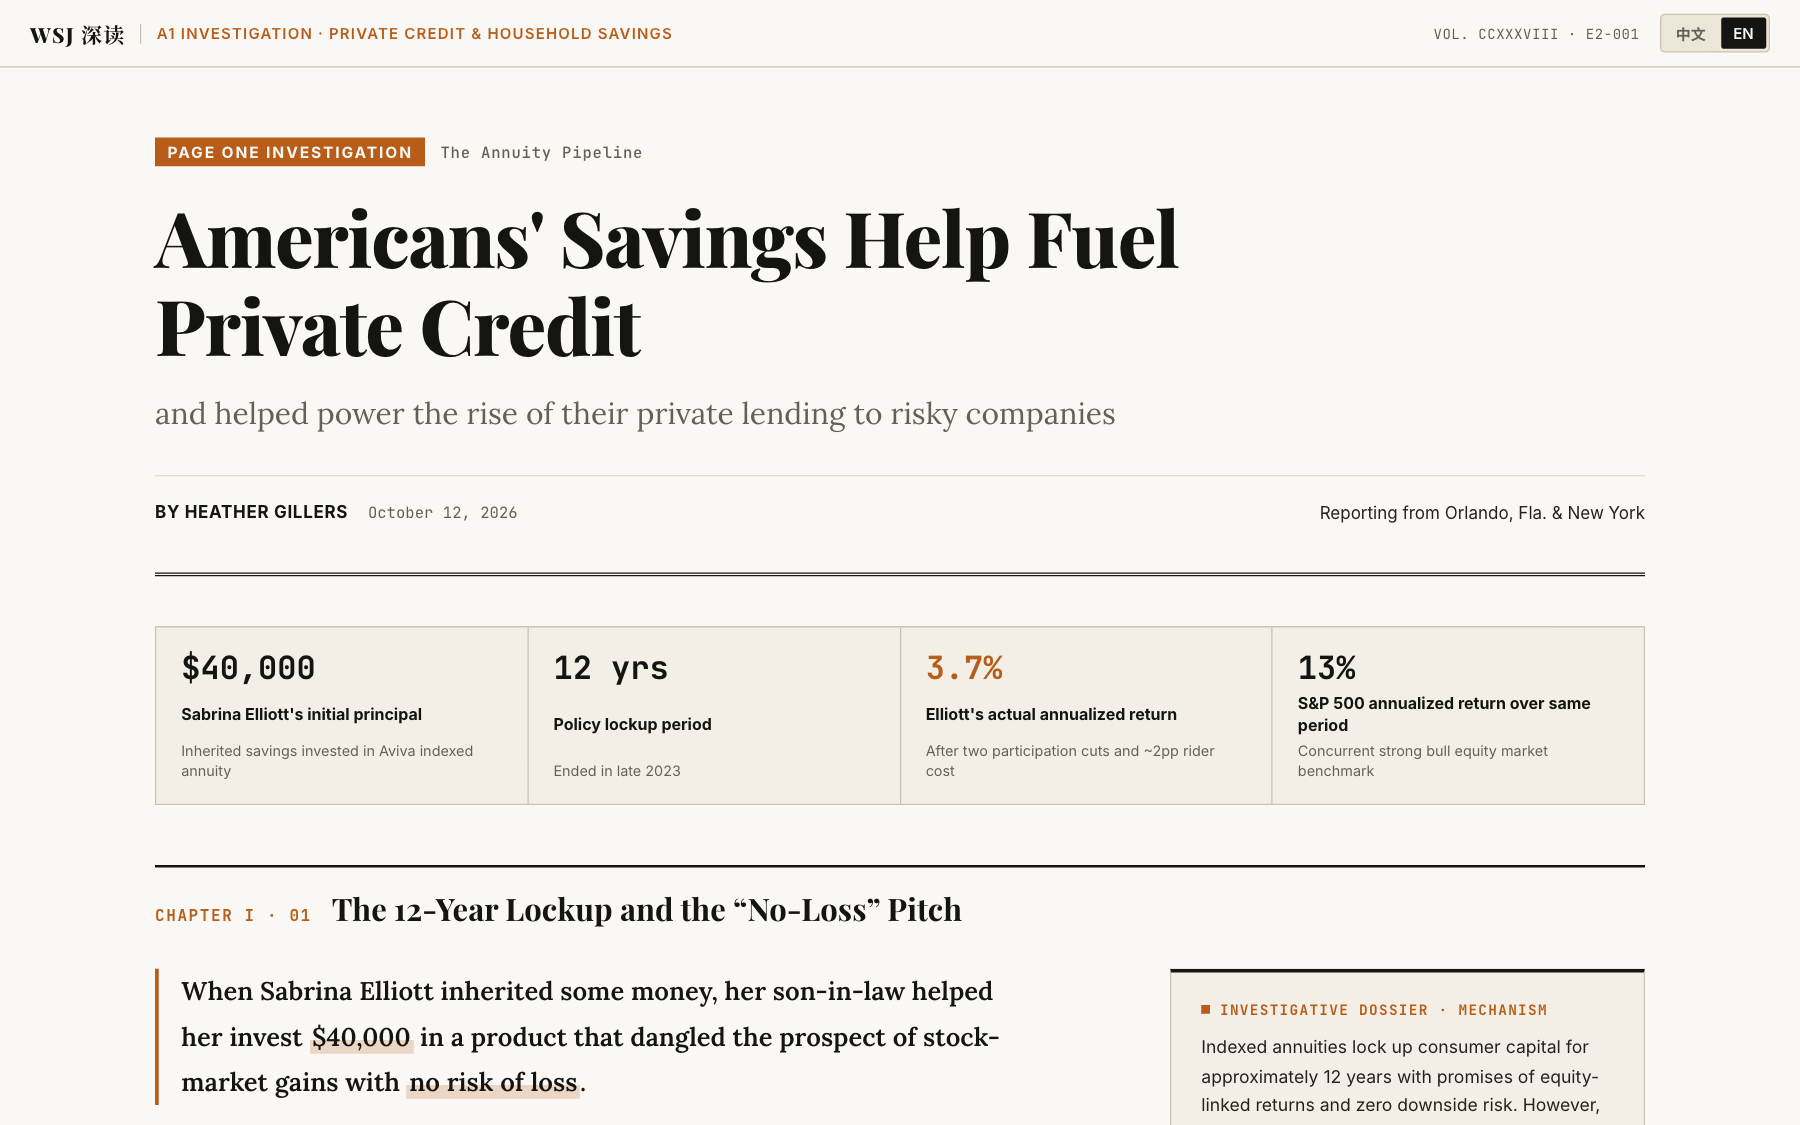 WSJ 深读
A1 INVESTIGATION · PRIVATE CREDIT & HOUSEHOLD SAVINGS
VOL. CCXXXVIII · E2-001
中文
EN
PAGE ONE INVESTIGATION
The Annuity Pipeline
Americans' Savings Help Fuel
Private Credit
and helped power the rise of their private lending to risky companies
BY HEATHER GILLERS
October 12, 2026
Reporting from Orlando, Fla. & New York
$40,000
Sabrina Elliott's initial principal
Inherited savings invested in Aviva indexed
annuity
12 yrs
Policy lockup period
Ended in late 2023
3.7%
Elliott's actual annualized return
After two participation cuts and ~2pp rider
cost
13%
S&P 500 annualized return over same
period
Concurrent strong bull equity market
benchmark
CHAPTER I · 01
The 12-Year Lockup and the “No-Loss” Pitch
When Sabrina Elliott inherited some money, her son-in-law helped
her invest $40,000 in a product that dangled the prospect of stock-
market gains with no risk of loss.
INVESTIGATIVE DOSSIER · MECHANISM
Indexed annuities lock up consumer capital for
approximately 12 years with promises of equity-
linked returns and zero downside risk. However,